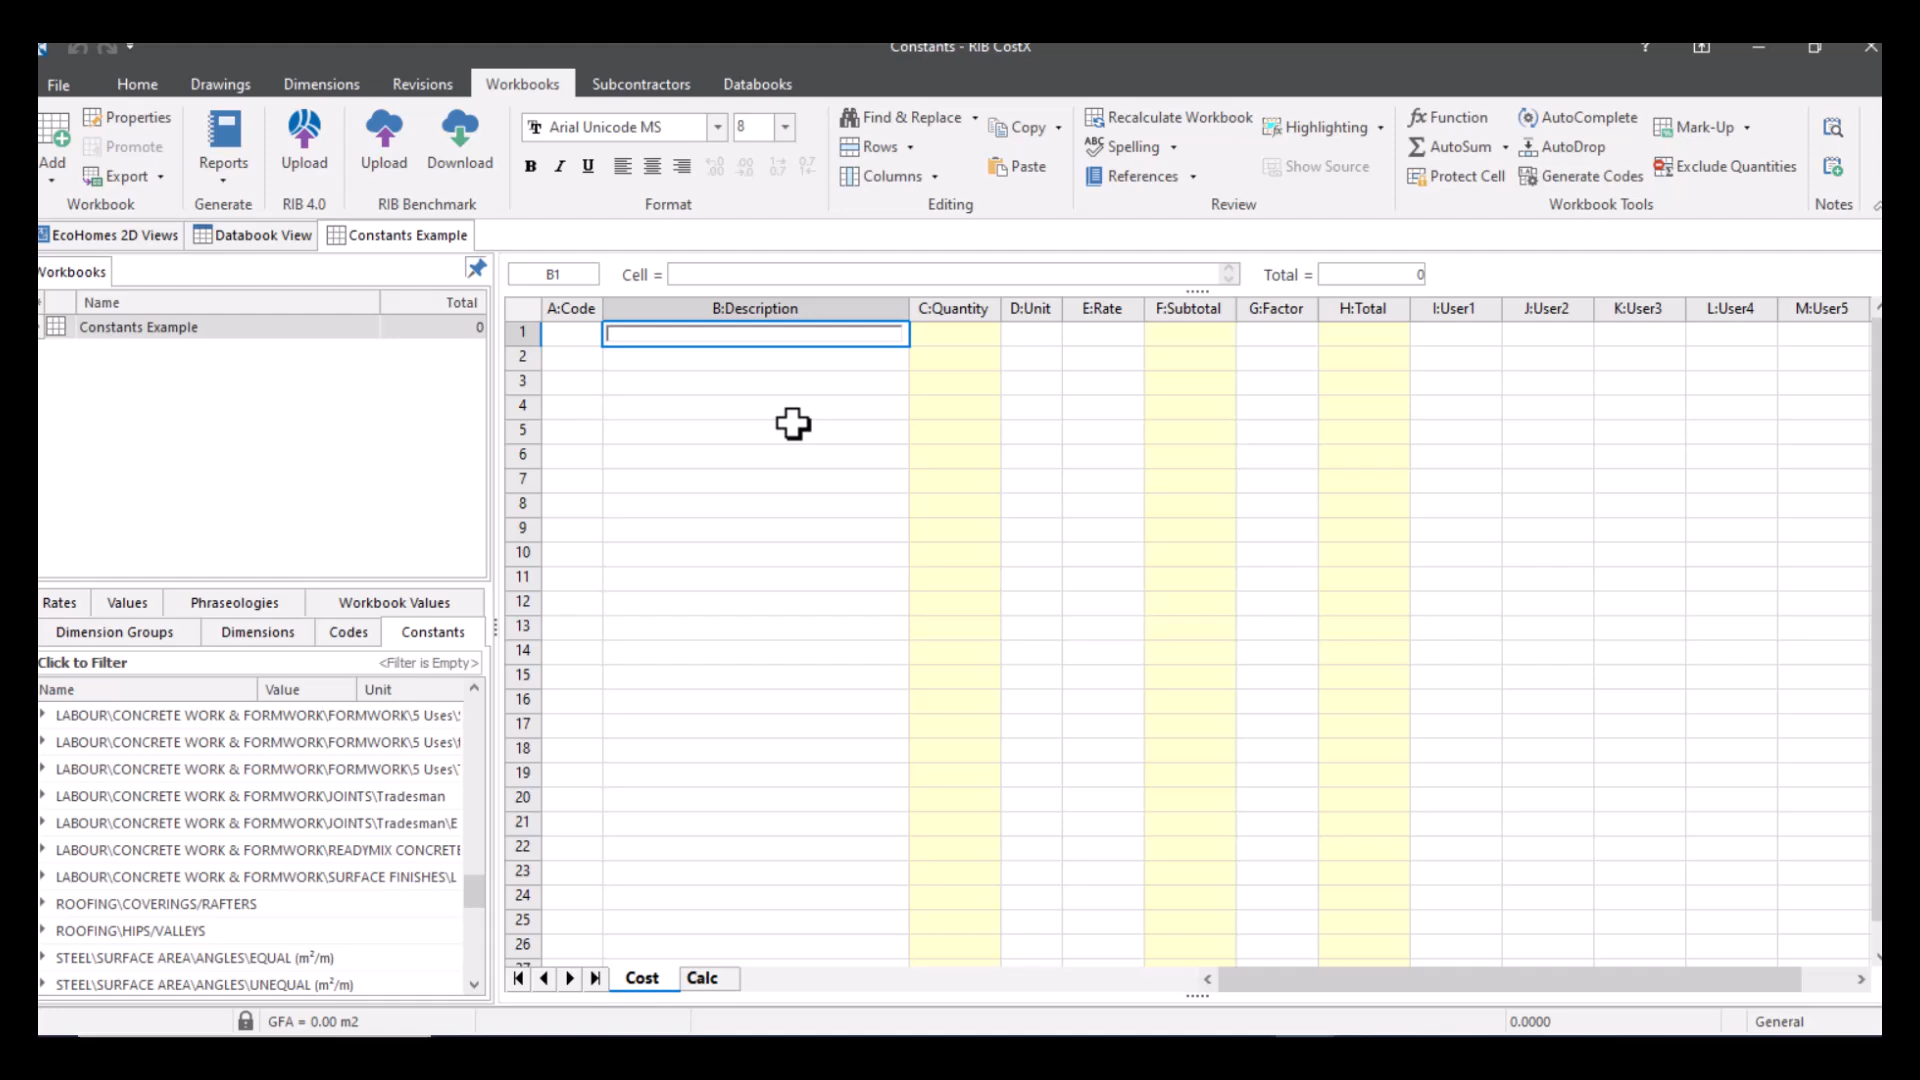 Constants - RIB CostX
?
File Home Drawings Dimensions Revisions Workbooks Subcontractors Databooks
Add
Properties
Promote
Export
Workbook
Reports
Generate
Upload
RIB 4.0
Upload
Download
RIB Benchmark
Arial Unicode MS 8
B I U
Format
Find & Replace
Rows
Columns
Copy
Paste
Editing
Recalculate Workbook
Spelling
References
Highlighting
Show Source
Review
Function
AutoSum
Protect Cell
AutoComplete
AutoDrop
Generate Codes
Mark-Up
Exclude Quantities
Workbook Tools
Notes
EcoHomes 2D Views Databook View Constants Example
Workbooks
Name Total
Constants Example 0
B1 Cell = Total = 0
A:Code B:Description C:Quantity D:Unit E:Rate F:Subtotal G:Factor H:Total I:User1 J:User2 K:User3 L:User4 M:User5
1
2
3
4
5
6
7
8
9
10
11
12
13
14
15
16
17
18
19
20
21
22
23
24
25
26
27
Rates Values Phraseologies Workbook Values
Dimension Groups Dimensions Codes Constants
Click to Filter <Filter is Empty>
Name Value Unit
LABOUR\CONCRETE WORK & FORMWORK\FORMWORK\5 Uses\
LABOUR\CONCRETE WORK & FORMWORK\FORMWORK\5 Uses\
LABOUR\CONCRETE WORK & FORMWORK\FORMWORK\5 Uses\
LABOUR\CONCRETE WORK & FORMWORK\JOINTS\Tradesman
LABOUR\CONCRETE WORK & FORMWORK\JOINTS\Tradesman\E
LABOUR\CONCRETE WORK & FORMWORK\READYMIX CONCRETE
LABOUR\CONCRETE WORK & FORMWORK\SURFACE FINISHES\L
ROOFING\COVERINGS/RAFTERS
ROOFING\HIPS/VALLEYS
STEEL\SURFACE AREA\ANGLES\EQUAL (m²/m)
STEEL\SURFACE AREA\ANGLES\UNEQUAL (m²/m)
Cost Calc
GFA = 0.00 m2 0.0000 General